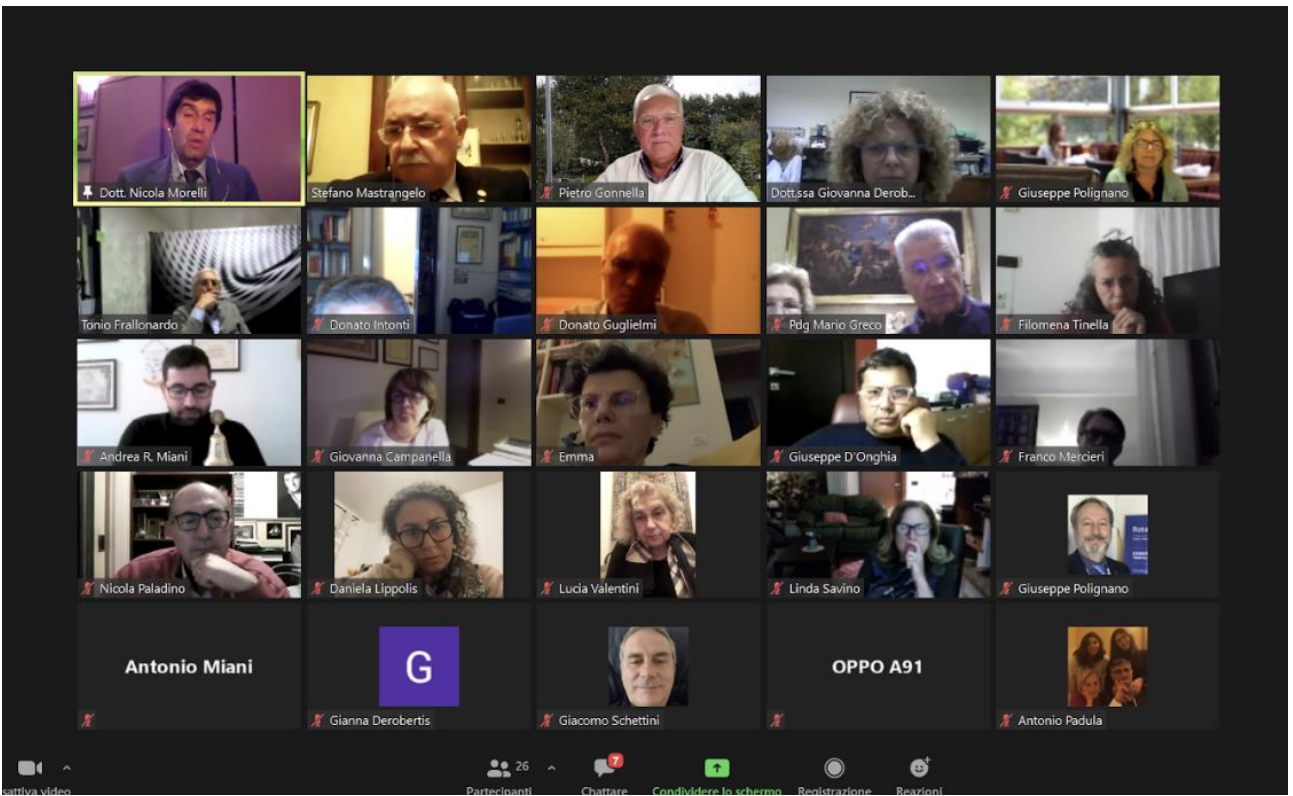 Dott. Nicola Morelli
Stefano Mastrangelo
Pietro Gonnella
Dott.ssa Giovanna Derob...
Giuseppe Polignano
Tonio Frallonardo
Donato Intonti
Donato Guglielmi
Pdg Mario Greco
Filomena Tinella
Andrea R. Miani
Giovanna Campanella
Emma
Giuseppe D'Onghia
Franco Mercieri
Nicola Paladino
Daniela Lippolis
Lucia Valentini
Linda Savino
Rota
Giuseppe Polignano
Antonio Miani
G
Gianna Derobertis
Giacomo Schettini
OPPO A91
Antonio Padula
26
7
sattiva video
Partecipanti
Chattare
Condividere lo schermo
Registrazione
Reazioni